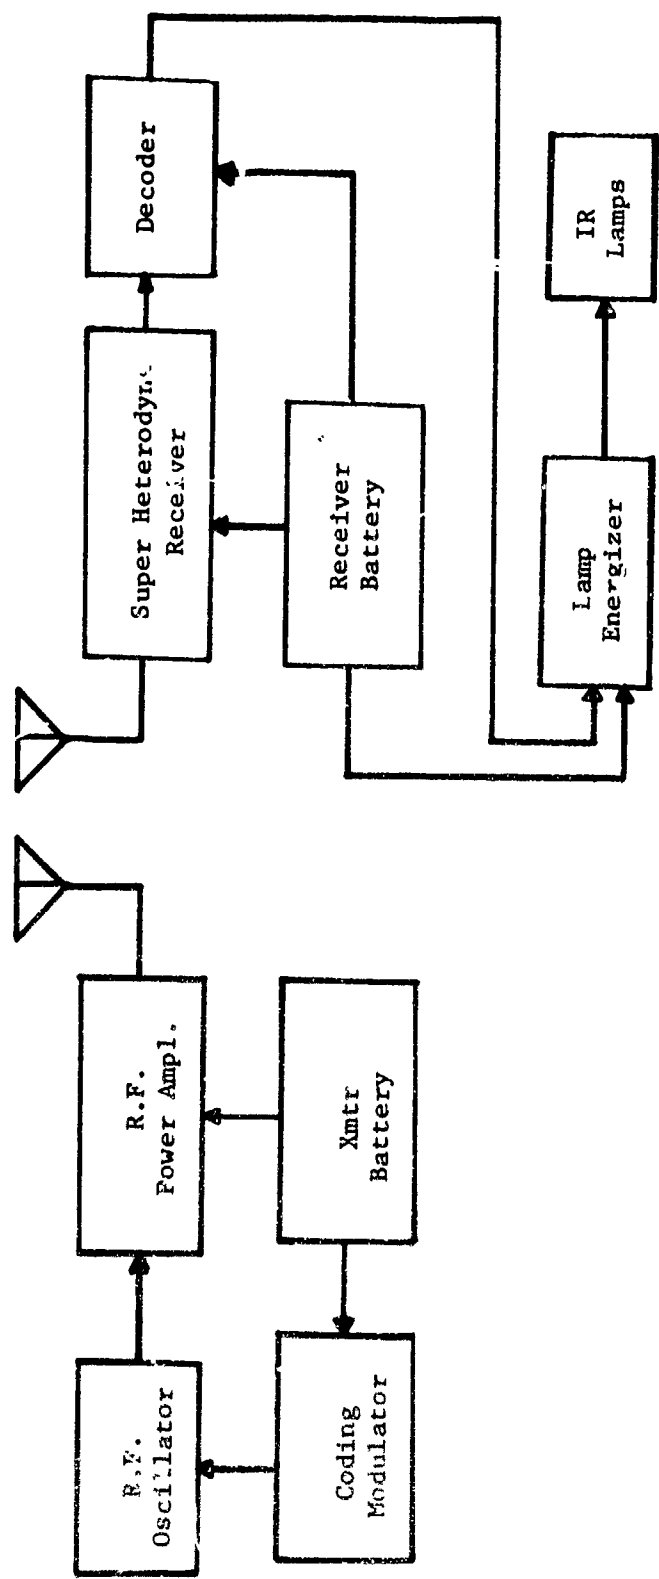 R.F.
Oscillator
R.F.
Power Ampl.
Coding
Modulator
Xmtr
Battery
Super Heterodyne
Receiver
Decoder
Receiver
Battery
Lamp
Energizer
IR
Lamps